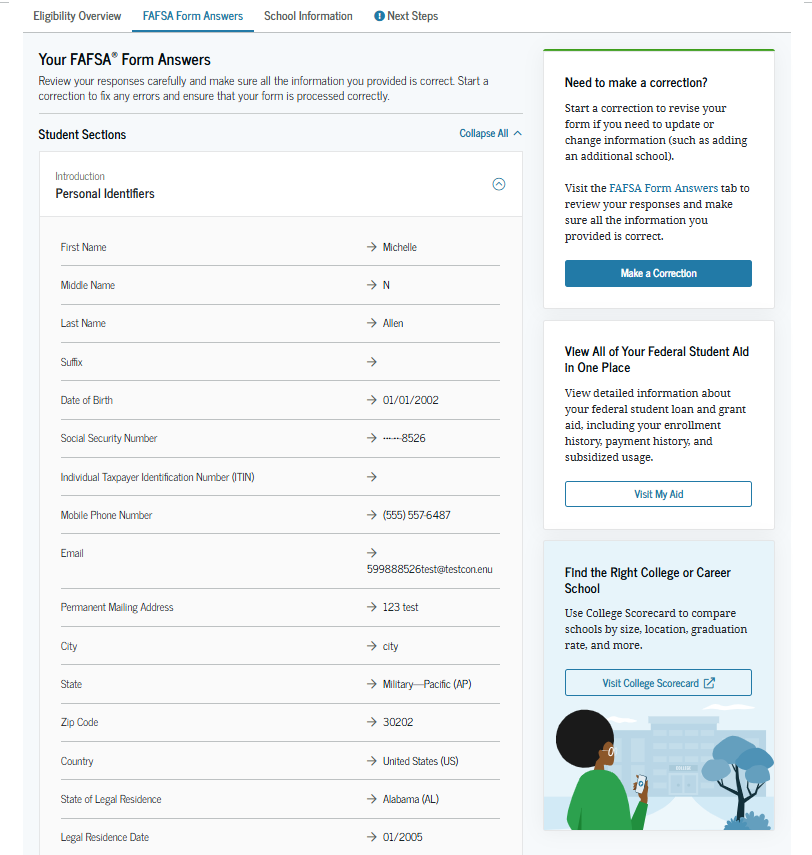 Eligibility Overview FAFSA Form Answers School Information Next Steps
Your FAFSA® Form Answers
Review your responses carefully and make sure all the information you provided is correct. Start a
correction to fix any errors and ensure that your form is processed correctly.
Student Sections Collapse All
Introduction
Personal Identifiers
First Name → Michelle
Middle Name → N
Last Name → Allen
Suffix →
Date of Birth → 01/01/2002
Social Security Number → •••-••-8526
Individual Taxpayer Identification Number (ITIN) →
Mobile Phone Number → (555) 557-6487
Email →
599888526test@testcon.enu
Permanent Mailing Address → 123 test
City → city
State → Military—Pacific (AP)
Zip Code → 30202
Country → United States (US)
State of Legal Residence → Alabama (AL)
Legal Residence Date → 01/2005
Need to make a correction?
Start a correction to revise your
form if you need to update or
change information (such as adding
an additional school).
Visit the FAFSA Form Answers tab to
review your responses and make
sure all the information you
provided is correct.
Make a Correction
View All of Your Federal Student Aid
in One Place
View detailed information about
your federal student loan and grant
aid, including your enrollment
history, payment history, and
subsidized usage.
Visit My Aid
Find the Right College or Career
School
Use College Scorecard to compare
schools by size, location, graduation
rate, and more.
Visit College Scorecard